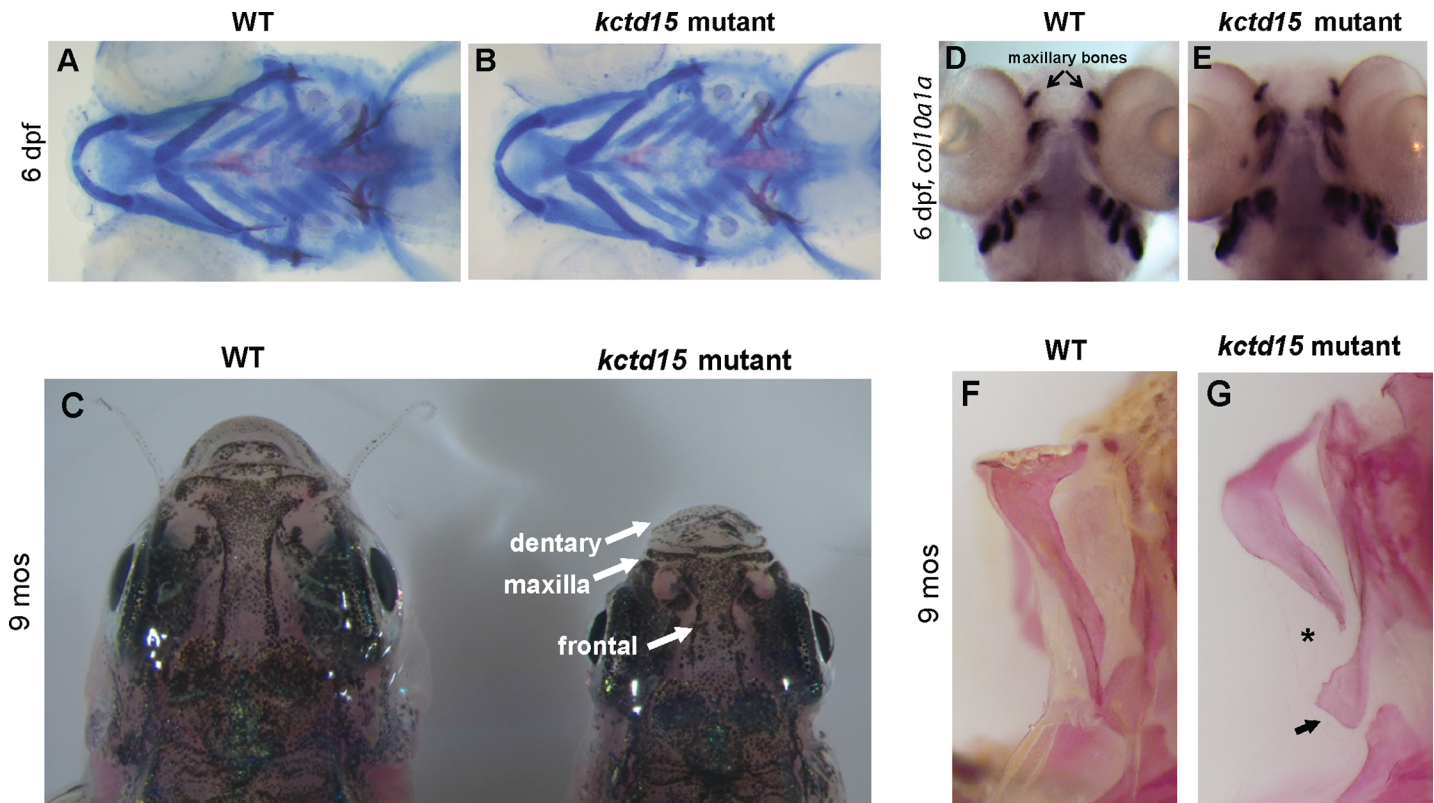 WT
kctd15 mutant
WT
kctd15 mutant
A
B
D
maxillary bones
E
6 dpf
6 dpf, col10a1a
WT
kctd15 mutant
WT
kctd15 mutant
C
dentary
maxilla
frontal
F
G
*
9 mos
9 mos